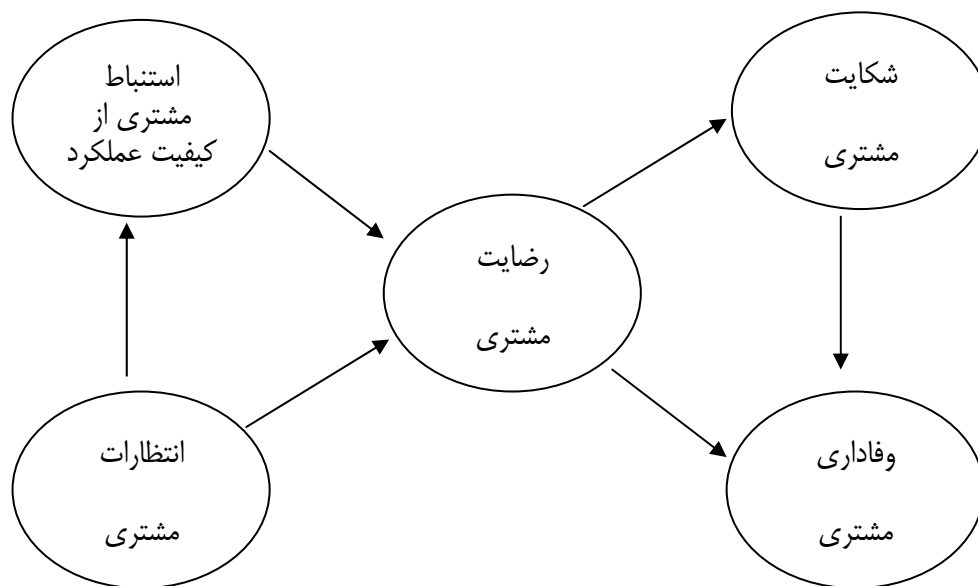 استنباط
مشتری از
کیفیت عملکرد
شکایت
مشتری
رضایت
مشتری
انتظارات
مشتری
وفاداری
مشتری